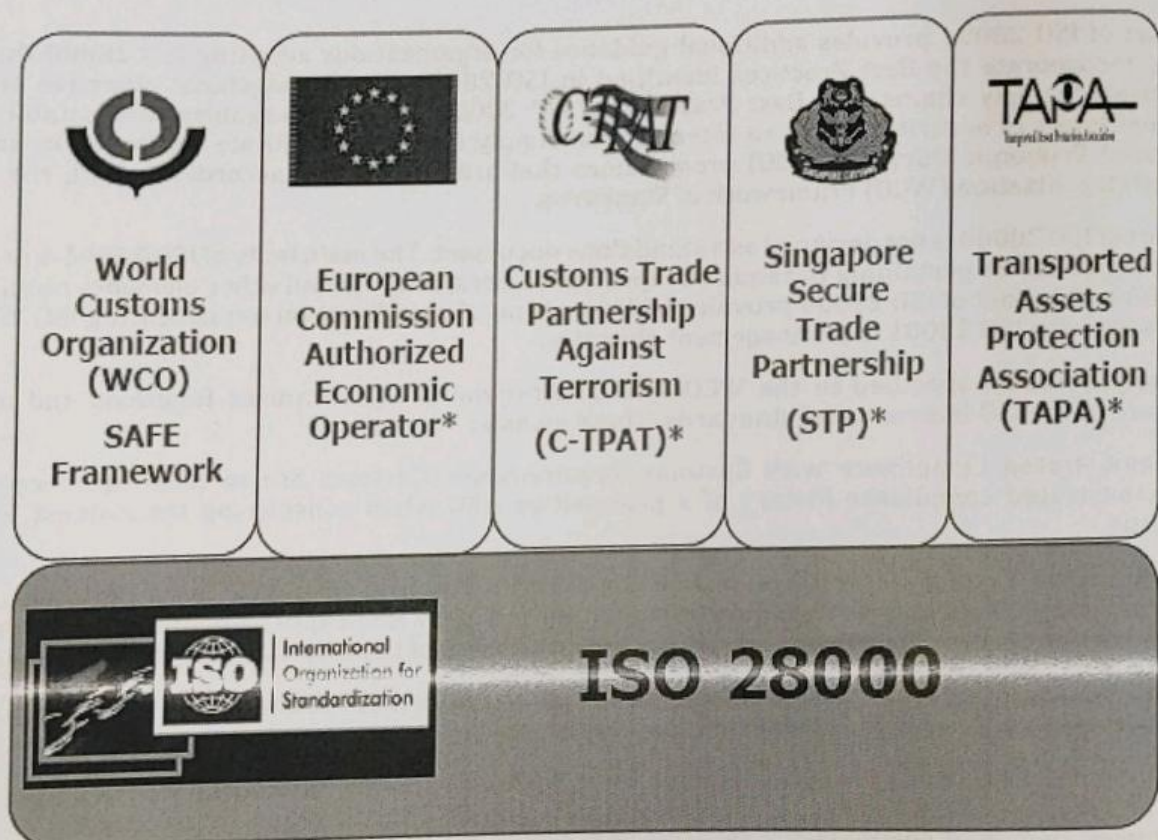 TAPA
C-TPAT
World
Customs
Organization
(WCO)
SAFE
Framework
European
Commission
Authorized
Economic
Operator*
Customs Trade
Partnership
Against
Terrorism
(C-TPAT)*
Singapore
Secure
Trade
Partnership
(STP)*
Transported
Assets
Protection
Association
(TAPA)*
ISO
International
Organization for
Standardization
ISO 28000